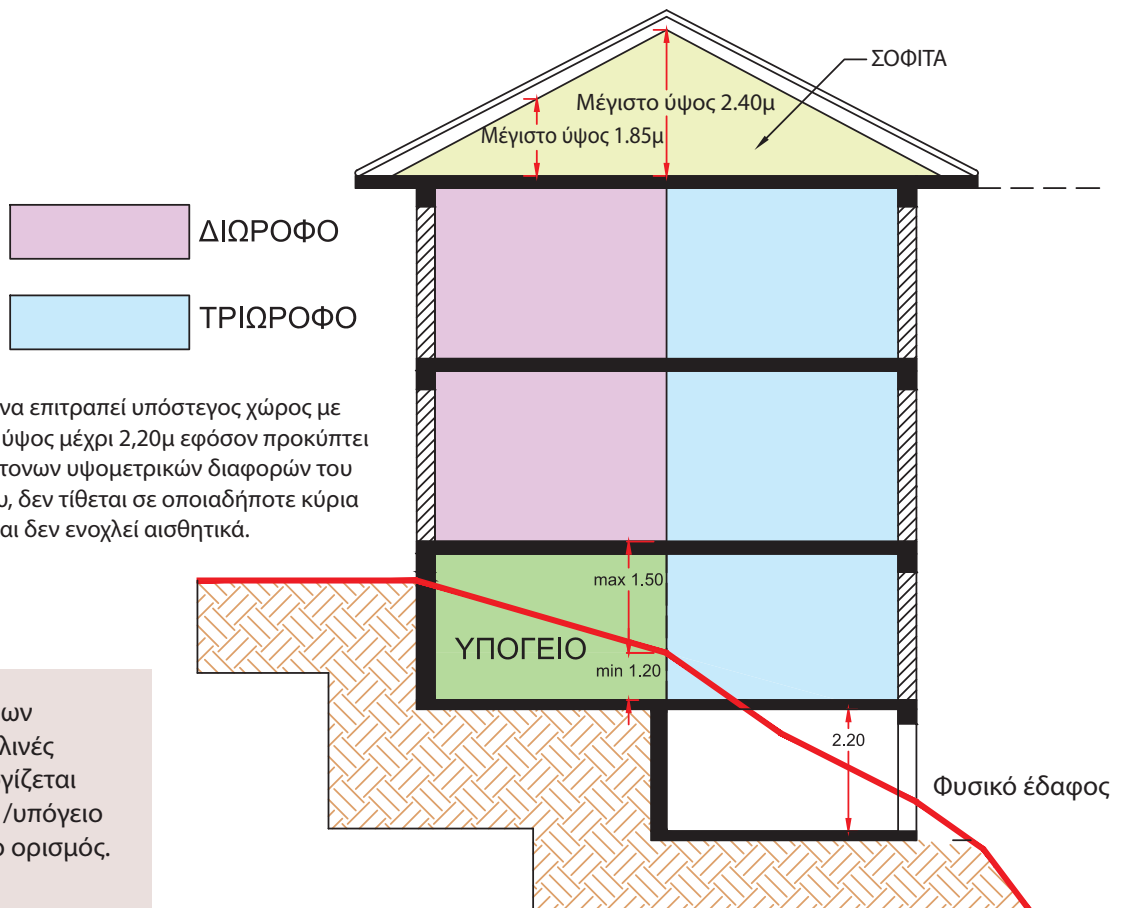 ΣΟΦΙΤΑ
Μέγιστο ύψος 2.40μ
Μέγιστο ύψος 1.85μ
ΔΙΩΡΟΦΟ
ΤΡΙΩΡΟΦΟ
να επιτραπεί υπόστεγος χώρος με
ύψος μέχρι 2,20μ εφόσον προκύπτει
τονων υψομετρικών διαφορών του
υ, δεν τίθεται σε οποιαδήποτε κύρια
αι δεν ενοχλεί αισθητικά.
max 1.50
ΥΠΟΓΕΙΟ
min 1.20
2.20
Φυσικό έδαφος
ων
λινές
γίζεται
/υπόγειο
ο ορισμός.